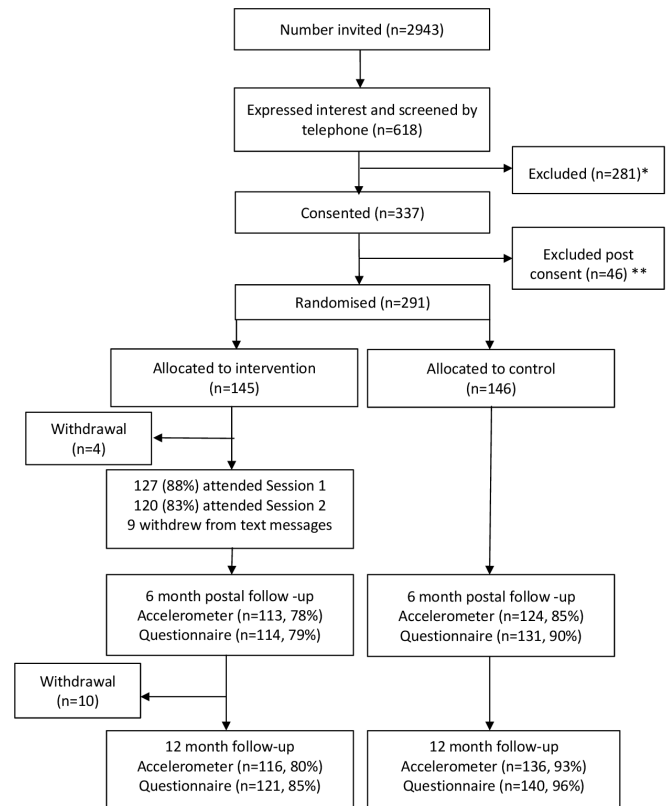 Number invited (n=2943)
Expressed interest and screened by
telephone (n=618)
Excluded (n=281)*
Consented (n=337)
Excluded post
consent (n=46) **
Randomised (n=291)
Allocated to intervention
(n=145)
Allocated to control
(n=146)
Withdrawal
(n=4)
127 (88%) attended Session 1
120 (83%) attended Session 2
9 withdrew from text messages
6 month postal follow -up
Accelerometer (n=113, 78%)
Questionnaire (n=114, 79%)
6 month postal follow-up
Accelerometer (n=124, 85%)
Questionnaire (n=131, 90%)
Withdrawal
(n=10)
12 month follow-up
Accelerometer (n=116, 80%)
Questionnaire (n=121, 85%)
12 month follow-up
Accelerometer (n=136, 93%)
Questionnaire (n=140, 96%)